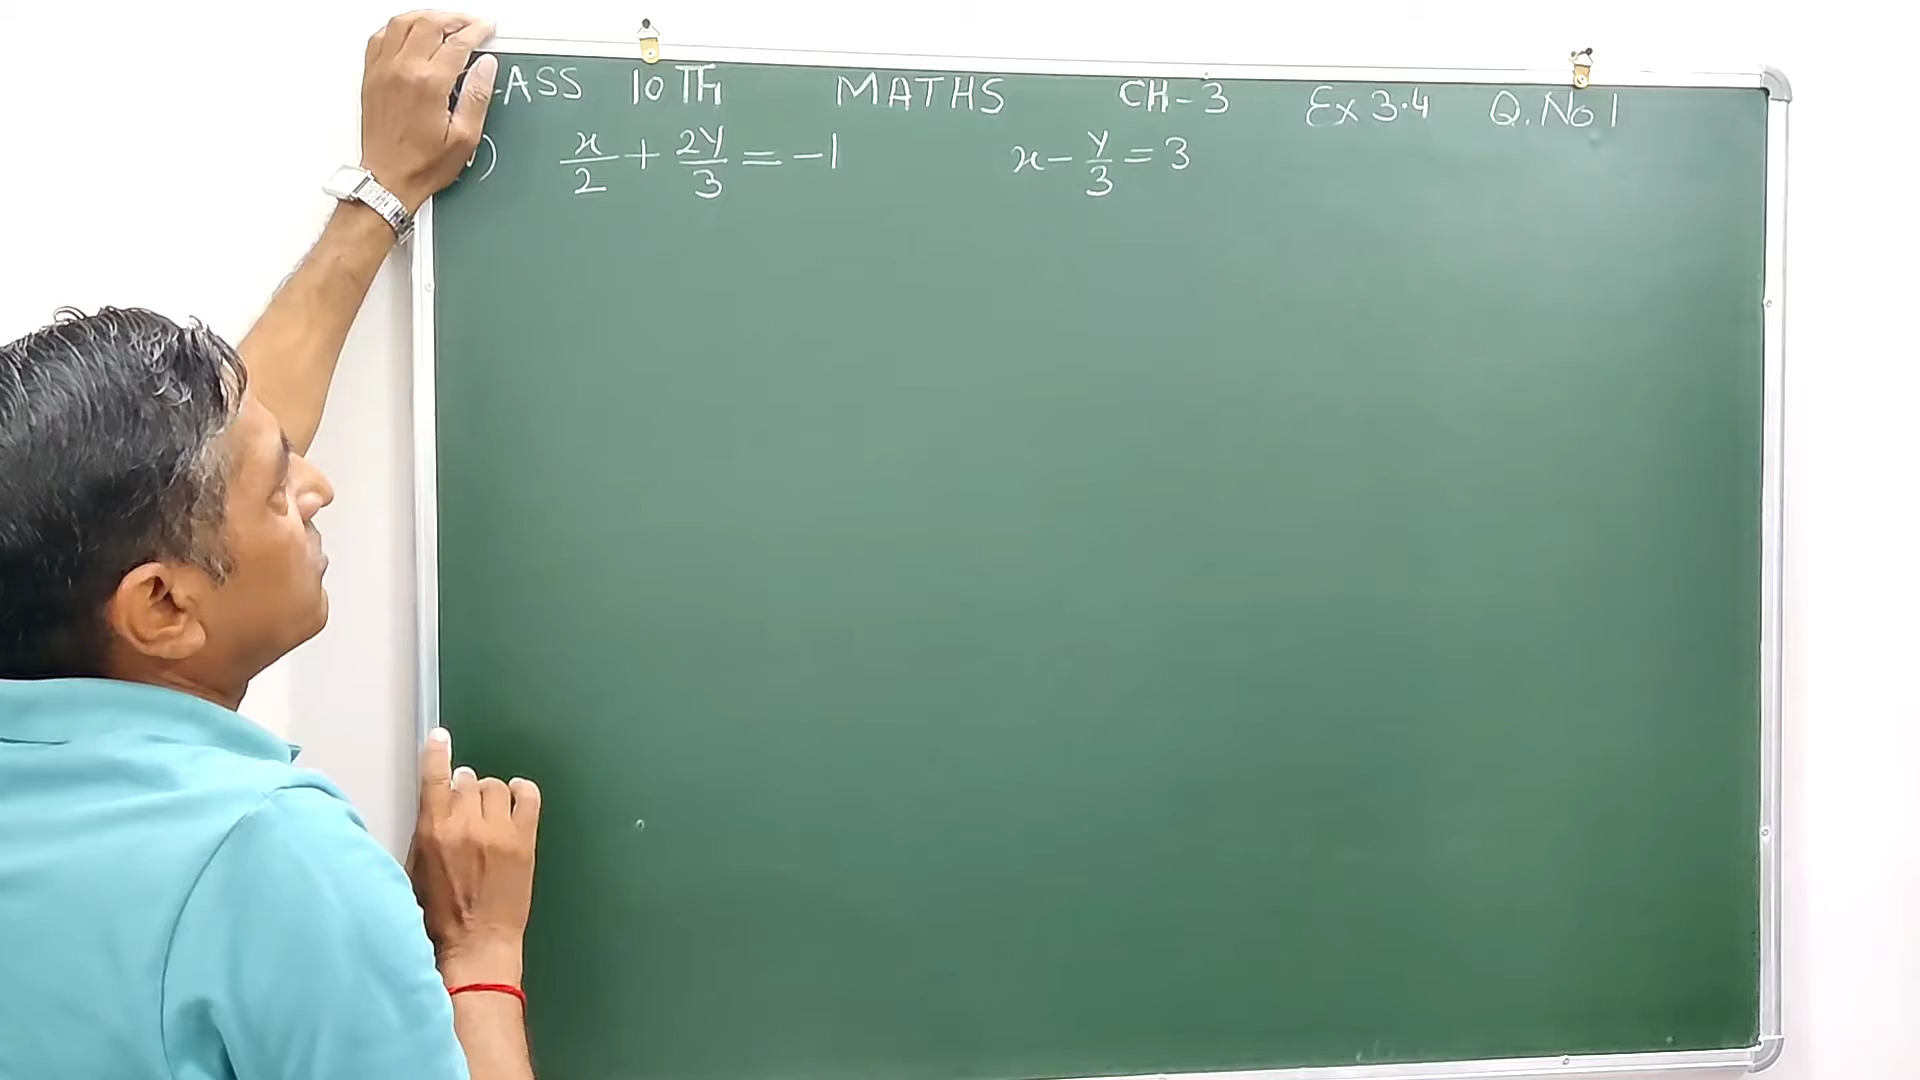 ASS 10TH MATHS CH-3 Ex 3.4 Q.No 1
) x/2 + 2y/3 = -1 x - y/3 = 3